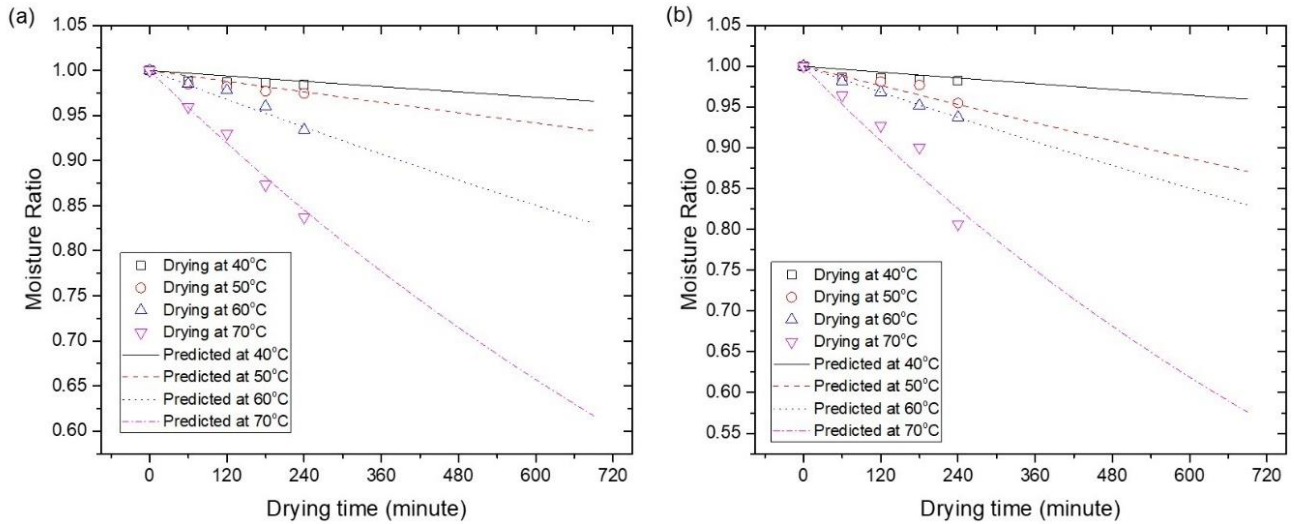 (a)
1.05
1.00
0.95
0.90
0.85
0.80
0.75
0.70
0.65
0.60
Moisture Ratio
Drying at 40°C
Drying at 50°C
Drying at 60°C
Drying at 70°C
Predicted at 40°C
Predicted at 50°C
Predicted at 60°C
Predicted at 70°C
0 120 240 360 480 600 720
Drying time (minute)
(b)
1.05
1.00
0.95
0.90
0.85
0.80
0.75
0.70
0.65
0.60
0.55
Moisture Ratio
Drying at 40°C
Drying at 50°C
Drying at 60°C
Drying at 70°C
Predicted at 40°C
Predicted at 50°C
Predicted at 60°C
Predicted at 70°C
0 120 240 360 480 600 720
Drying time (minute)